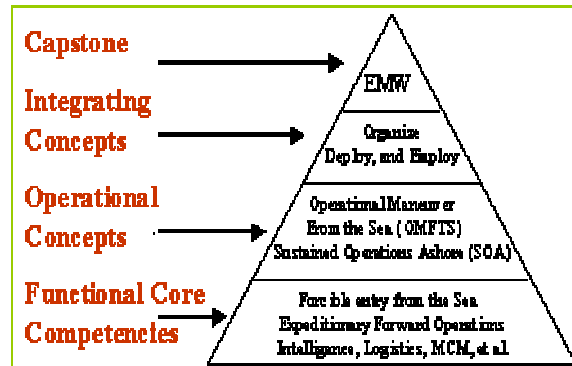 Capstone
EMW
Integrating
Concepts
Organize
Deploy, and Employ
Operational
Concepts
Operational Maneuver
From the Sea ( OMFTS)
Sustained Operations Ashore (SOA)
Functional Core
Competencies
Forcible entry from the Sea
Expeditionary Forward Operations
Intelligence, Logistics, MCM, et al